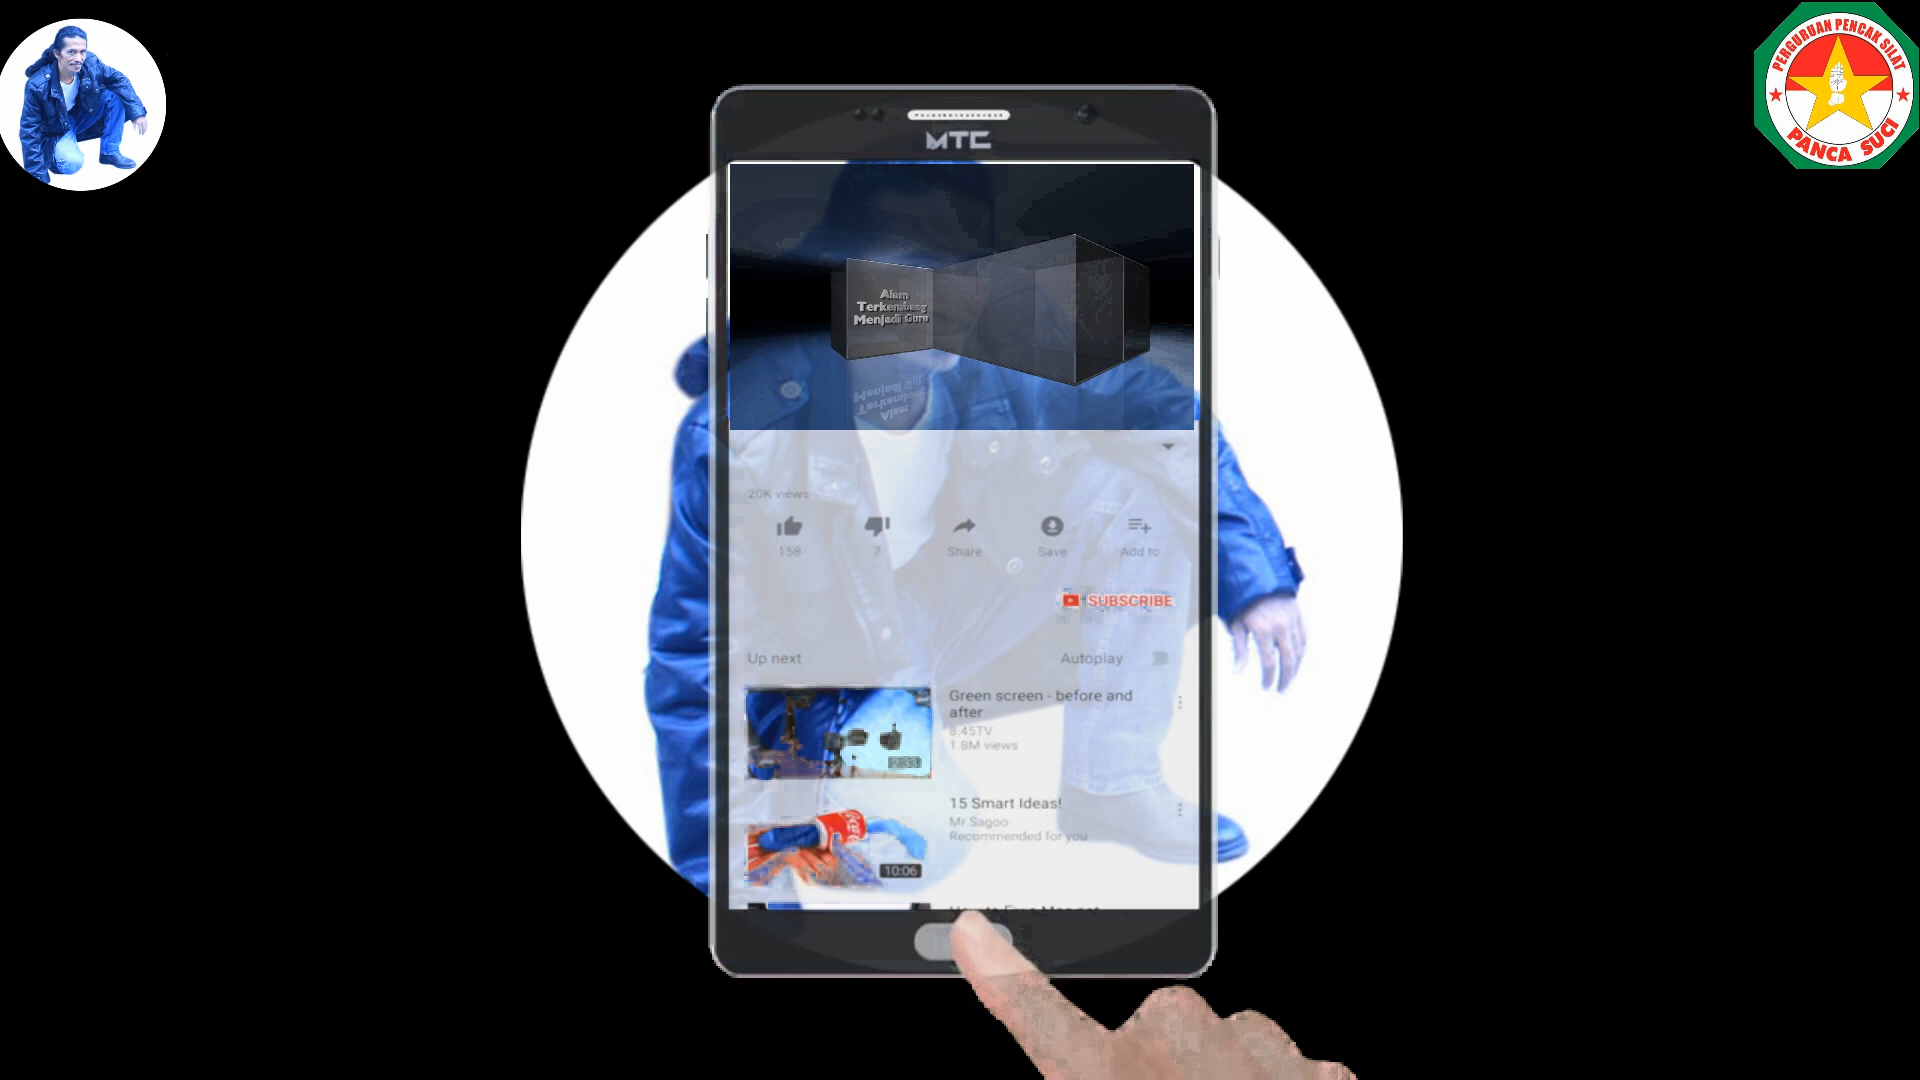 PERGURUAN PENCAK SILAT
PANCA SUCI
MTC
Alam
Terkembang
Menjadi Guru
20K views
158
7
Share
Save
Add to
SUBSCRIBE
Up next
Autoplay
Green screen - before and
after
8:45TV
1.8M views
2:33
15 Smart Ideas!
Mr Sagoo
Recommended for you
10:06